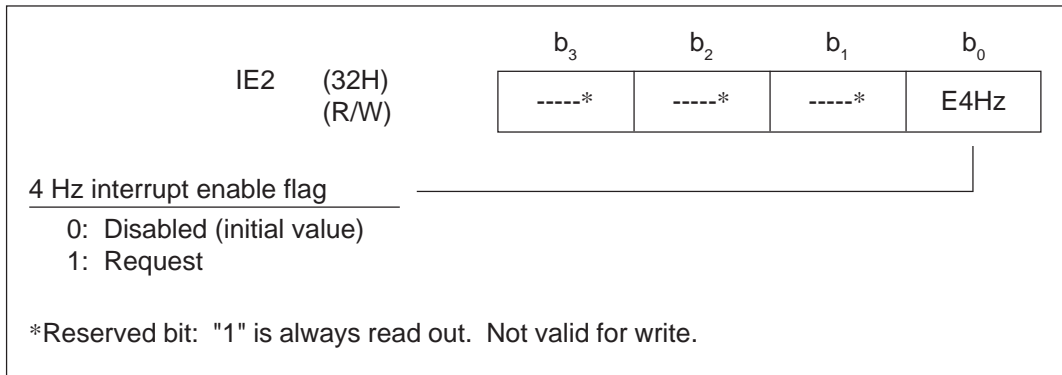 b3 b2 b1 b0
IE2 (32H) -----* -----* -----* E4Hz
(R/W)
4 Hz interrupt enable flag
0: Disabled (initial value)
1: Request
*Reserved bit: "1" is always read out. Not valid for write.